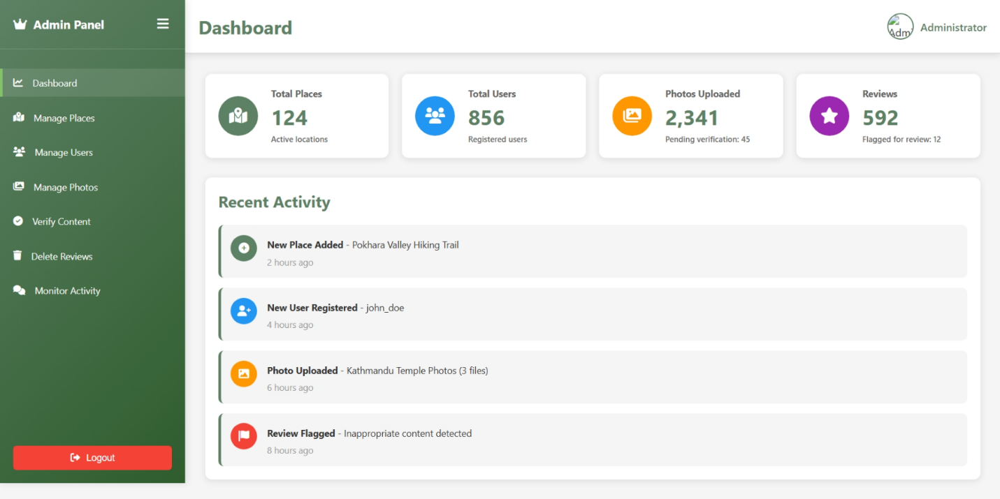 Admin Panel
Dashboard
Manage Places
Manage Users
Manage Photos
Verify Content
Delete Reviews
Monitor Activity
Logout
Dashboard
Adm
Administrator
Total Places
124
Active locations
Total Users
856
Registered users
Photos Uploaded
2,341
Pending verification: 45
Reviews
592
Flagged for review: 12
Recent Activity
New Place Added - Pokhara Valley Hiking Trail
2 hours ago
New User Registered - john_doe
4 hours ago
Photo Uploaded - Kathmandu Temple Photos (3 files)
6 hours ago
Review Flagged - Inappropriate content detected
8 hours ago